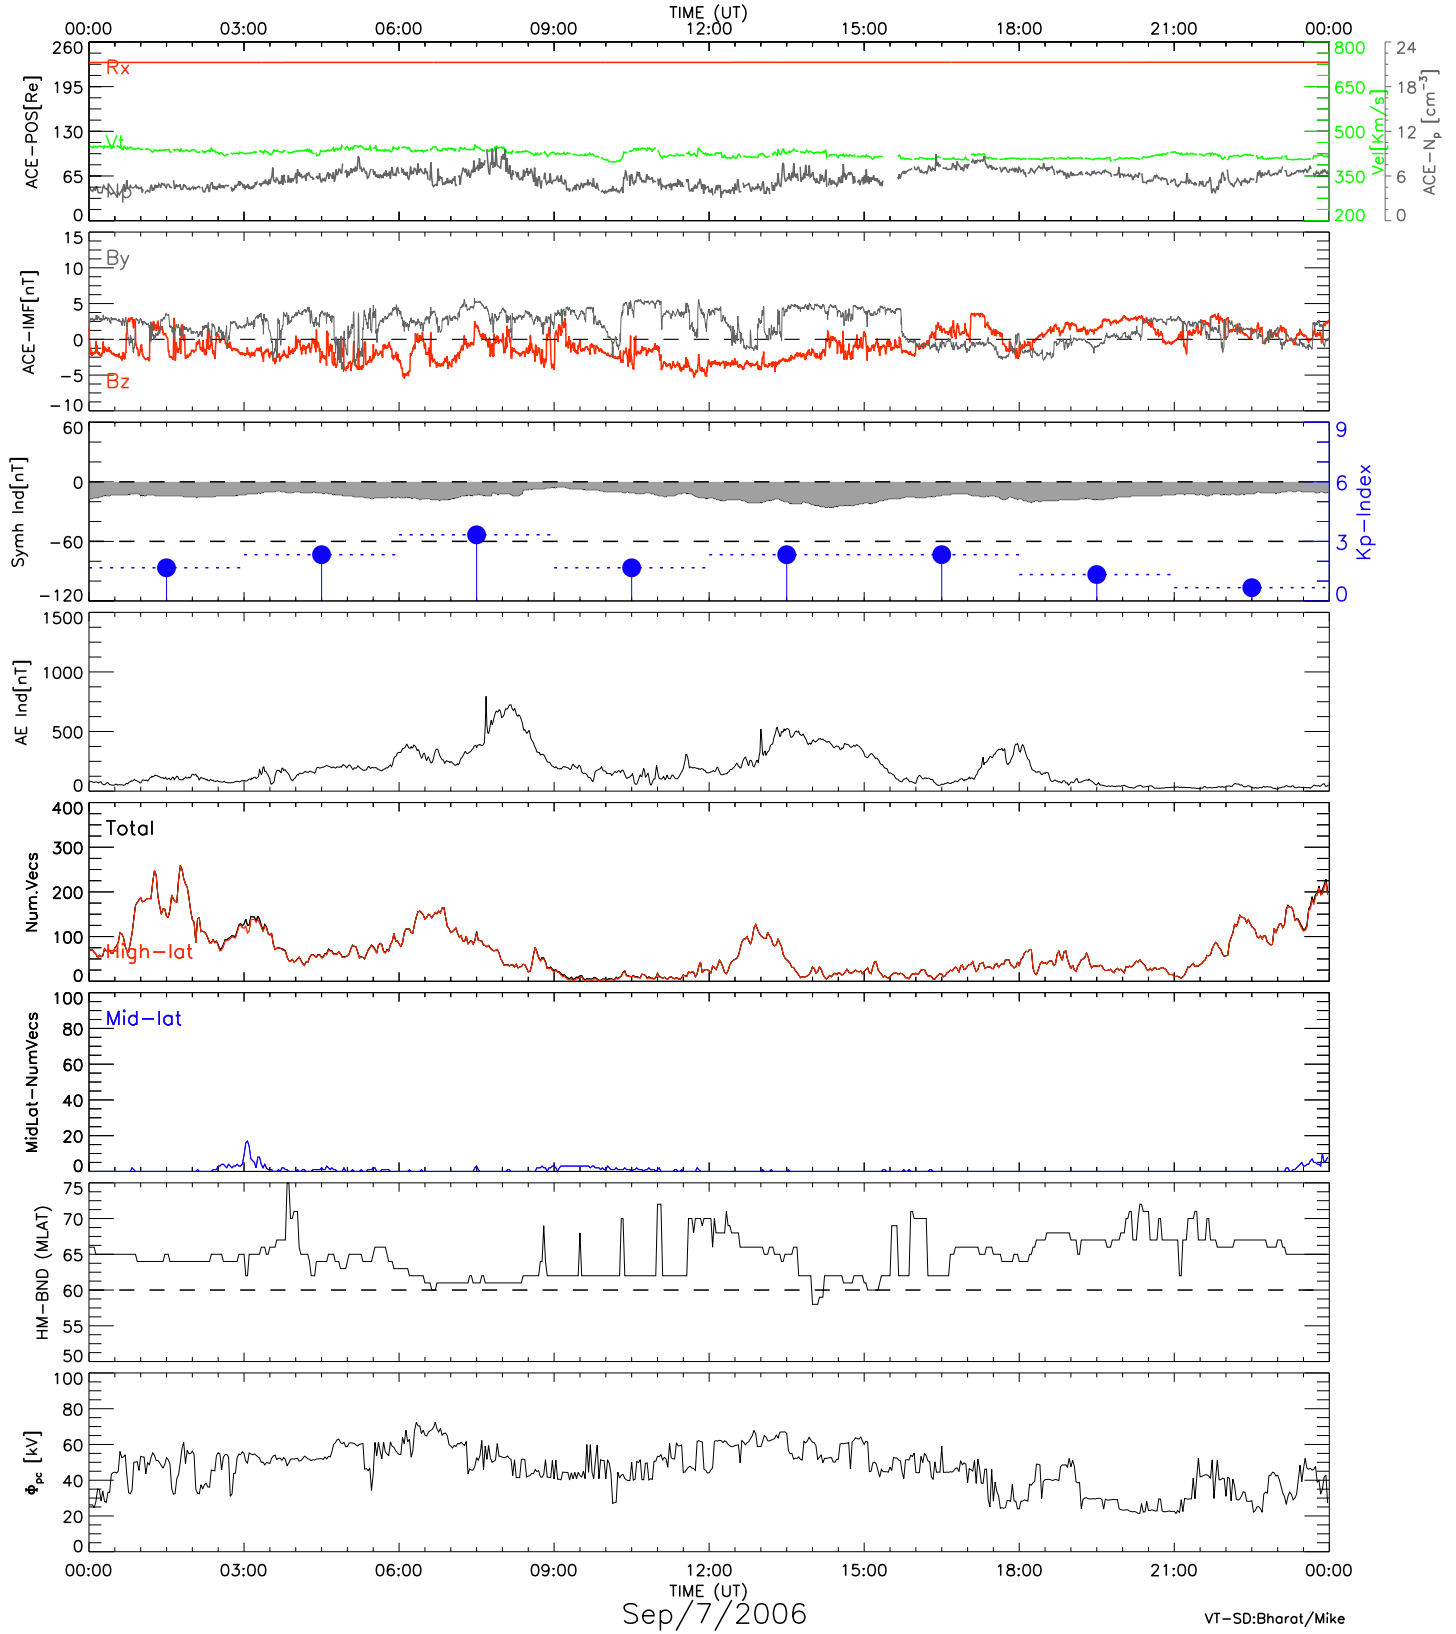 TIME (UT)
00:00 03:00 06:00 09:00 12:00 15:00 18:00 21:00 00:00
260 195 130 65 0
ACE-POS[Re]
Rx
Vt
Np
800 650 500 350 200
Vel[Km/s]
24 18 12 6 0
ACE-Np [cm-3]
15 10 5 0 -5 -10
ACE-IMF[nT]
By
Bz
60 0 -60 -120
Symh Ind[nT]
9 6 3 0
Kp-Index
1500 1000 500 0
AE Ind[nT]
400 300 200 100 0
Num.Vecs
Total
High-lat
100 80 60 40 20 0
MidLat-NumVecs
Mid-lat
75 70 65 60 55 50
HM-BND (MLAT)
100 80 60 40 20 0
Φpc [kV]
00:00 03:00 06:00 09:00 12:00 15:00 18:00 21:00 00:00
TIME (UT)
Sep/7/2006
VT-SD:Bharat/Mike